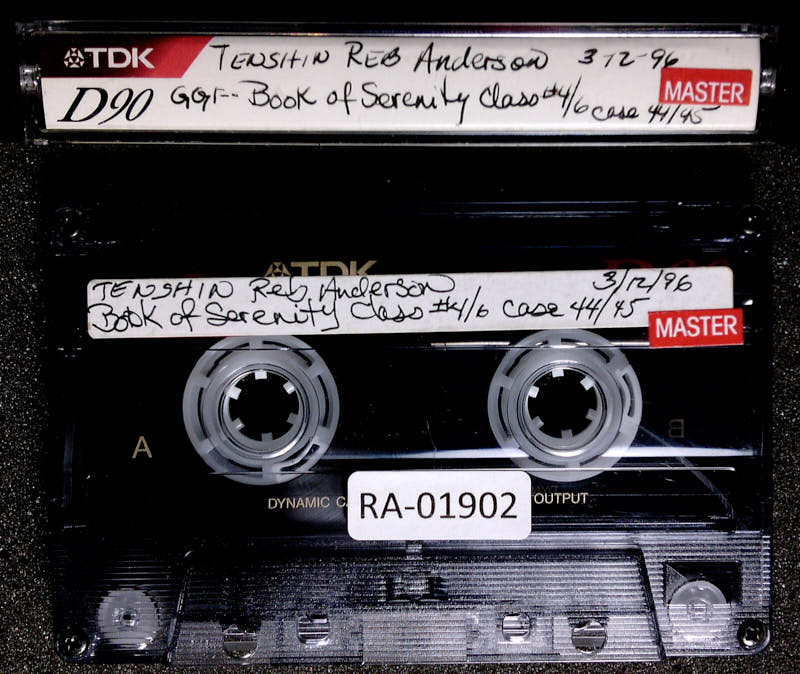 TDK TENSHIN REB Anderson 3-12-96
D90 GGF-- Book of Serenity Class #4/6 case 44/45
MASTER
TDK
TENSHIN Reb Anderson 3/12/96
Book of Serenity Class #4/6 case 44/45
MASTER
A B
DYNAMIC CA OUTPUT
RA-01902